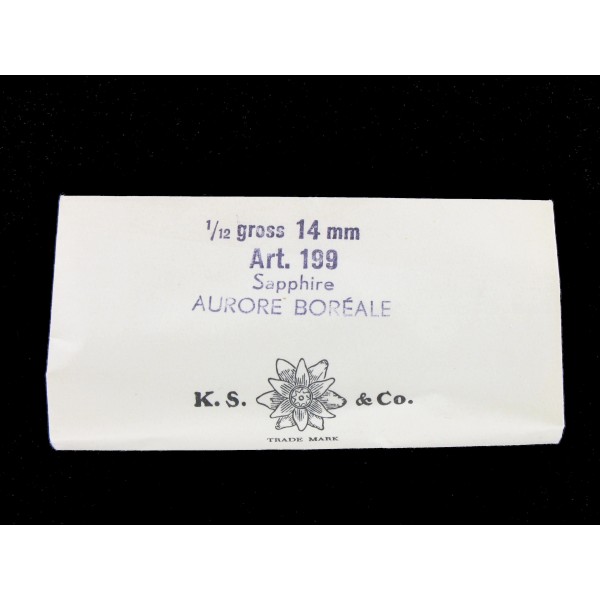 1/12 gross 14 mm
Art. 199
Sapphire
AURORE BORÉALE
K. S. & Co.
TRADE MARK